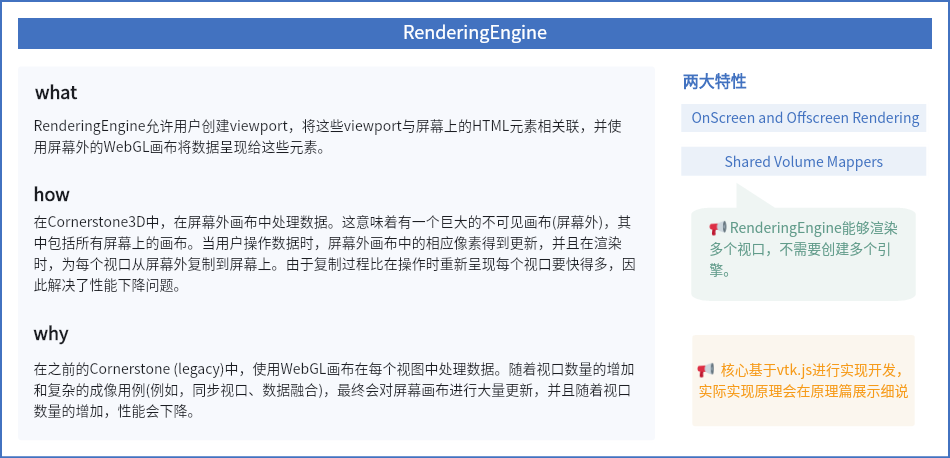 RenderingEngine
what
RenderingEngine允许用户创建viewport，将这些viewport与屏幕上的HTML元素相关联，并使
用屏幕外的WebGL画布将数据呈现给这些元素。
how
在Cornerstone3D中，在屏幕外画布中处理数据。这意味着有一个巨大的不可见画布(屏幕外)，其
中包括所有屏幕上的画布。当用户操作数据时，屏幕外画布中的相应像素得到更新，并且在渲染
时，为每个视口从屏幕外复制到屏幕上。由于复制过程比在操作时重新呈现每个视口要快得多，因
此解决了性能下降问题。
why
在之前的Cornerstone (legacy)中，使用WebGL画布在每个视图中处理数据。随着视口数量的增加
和复杂的成像用例(例如，同步视口、数据融合)，最终会对屏幕画布进行大量更新，并且随着视口
数量的增加，性能会下降。
两大特性
OnScreen and Offscreen Rendering
Shared Volume Mappers
RenderingEngine能够渲染
多个视口，不需要创建多个引
擎。
核心基于vtk.js进行实现开发，
实际实现原理会在原理篇展示细说